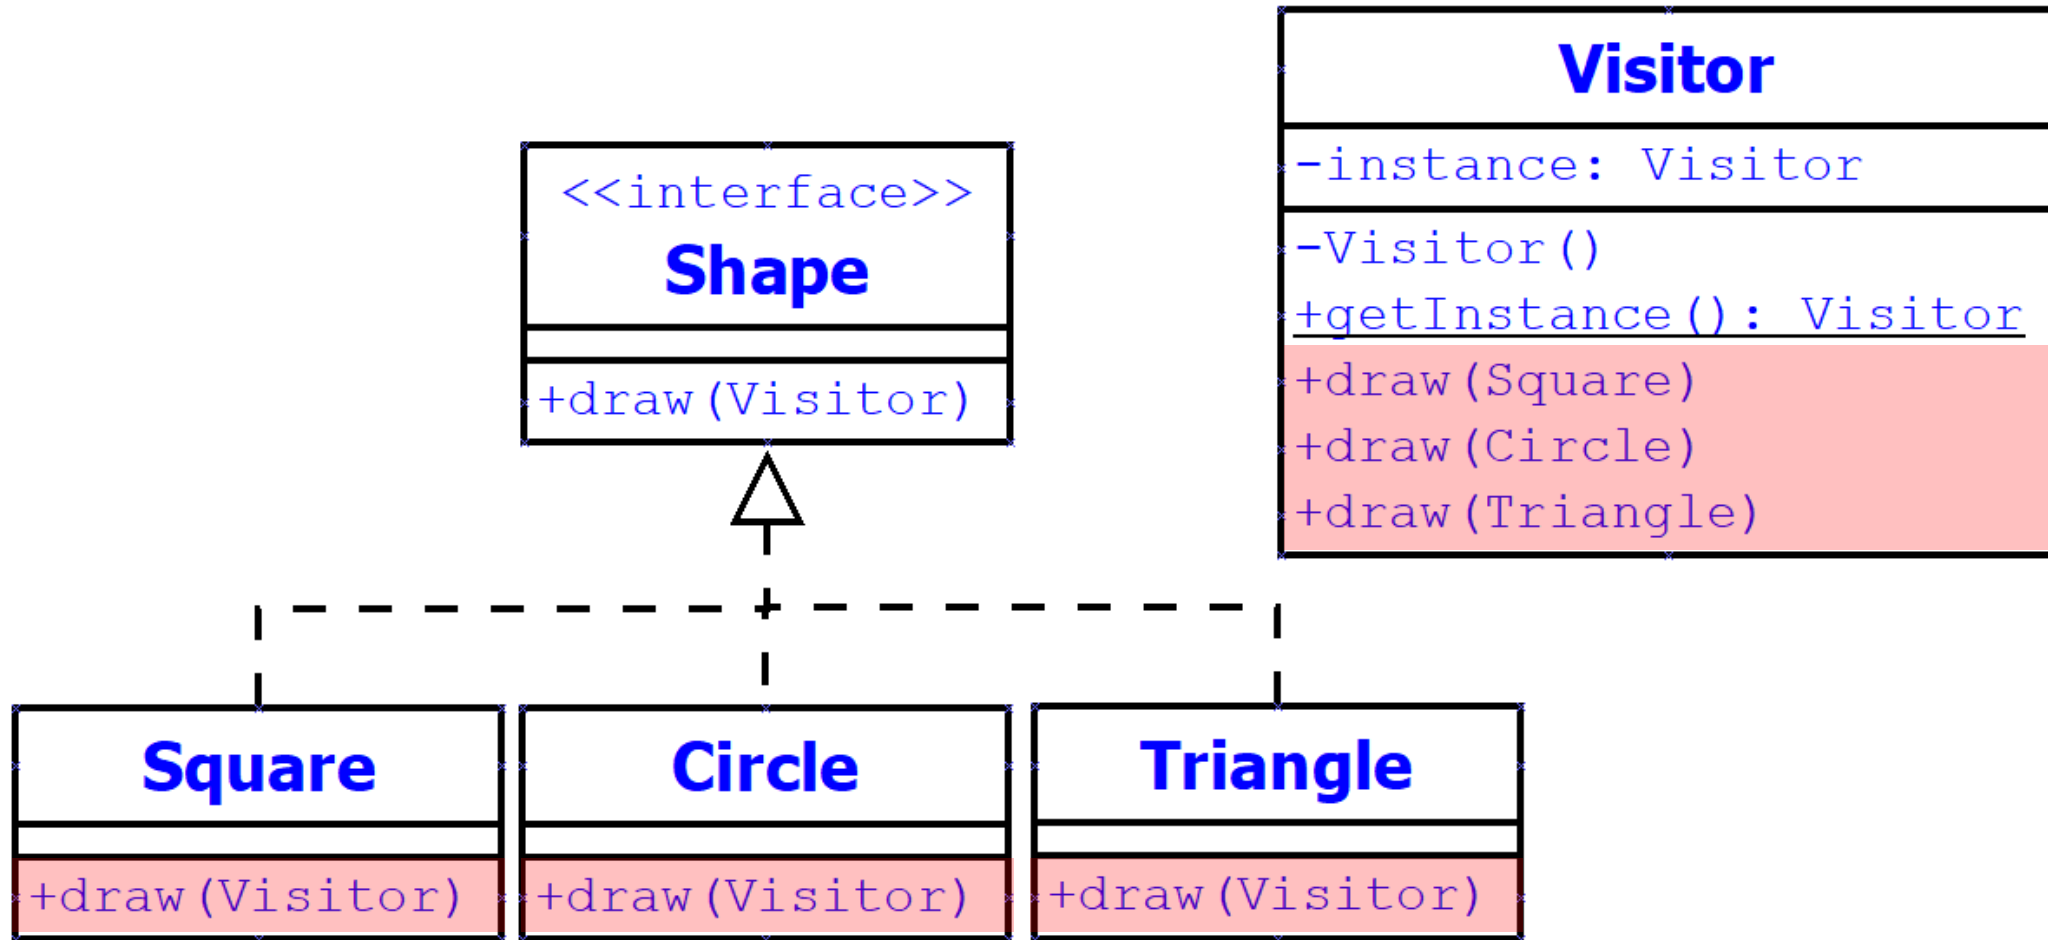 Visitor
-instance: Visitor
-Visitor()
+getInstance(): Visitor
+draw(Square)
+draw(Circle)
+draw(Triangle)
<<interface>>
Shape
+draw(Visitor)
Square
+draw(Visitor)
Circle
+draw(Visitor)
Triangle
+draw(Visitor)